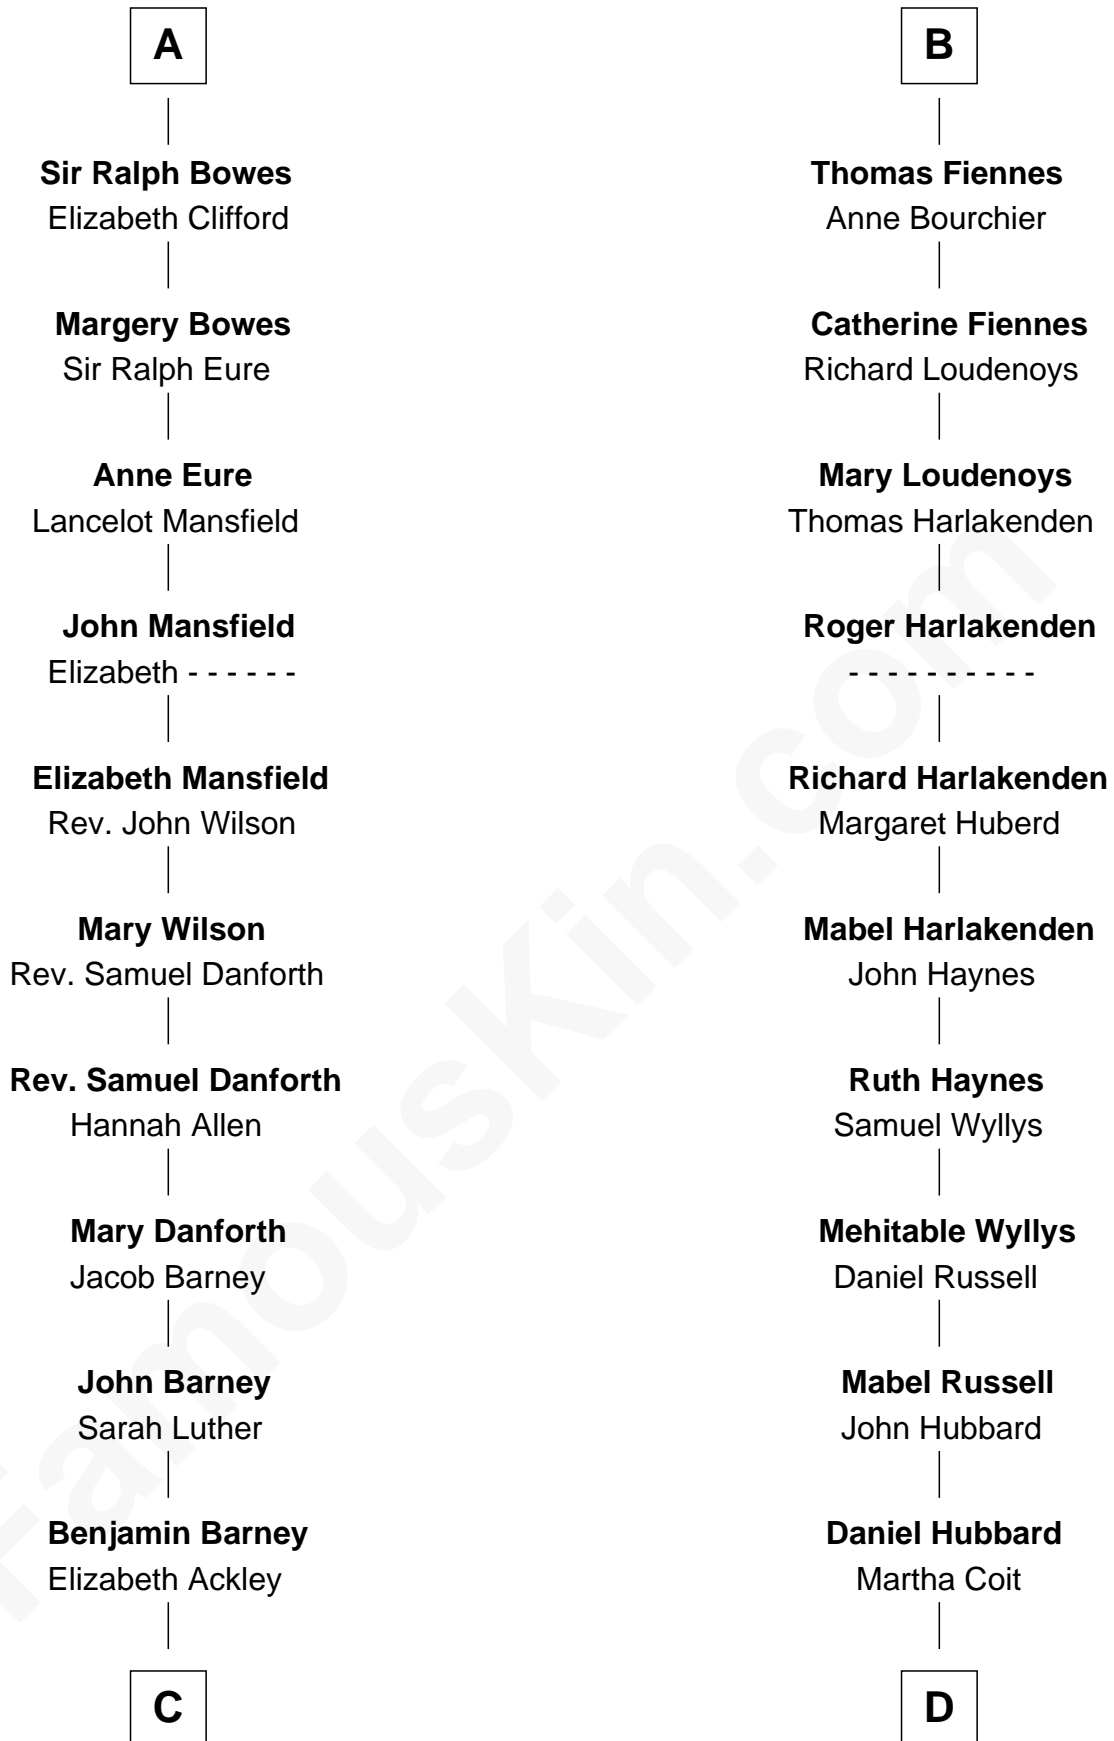 A
Sir Ralph Bowes
Elizabeth Clifford
Margery Bowes
Sir Ralph Eure
Anne Eure
Lancelot Mansfield
John Mansfield
Elizabeth - - - - - -
Elizabeth Mansfield
Rev. John Wilson
Mary Wilson
Rev. Samuel Danforth
Rev. Samuel Danforth
Hannah Allen
Mary Danforth
Jacob Barney
John Barney
Sarah Luther
Benjamin Barney
Elizabeth Ackley
C
B
Thomas Fiennes
Anne Bourchier
Catherine Fiennes
Richard Loudenoys
Mary Loudenoys
Thomas Harlakenden
Roger Harlakenden
- - - - - - - - - -
Richard Harlakenden
Margaret Huberd
Mabel Harlakenden
John Haynes
Ruth Haynes
Samuel Wyllys
Mehitable Wyllys
Daniel Russell
Mabel Russell
John Hubbard
Daniel Hubbard
Martha Coit
D
FamousKin.com